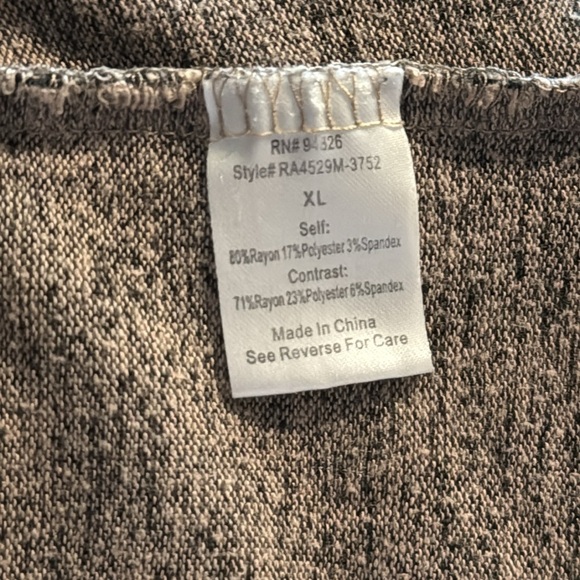 RN# 94326
Style# RA4529M-3752
XL
Self:
80%Rayon 17%Polyester 3%Spandex
Contrast:
71%Rayon 23%Polyester 6%Spandex
Made In China
See Reverse For Care